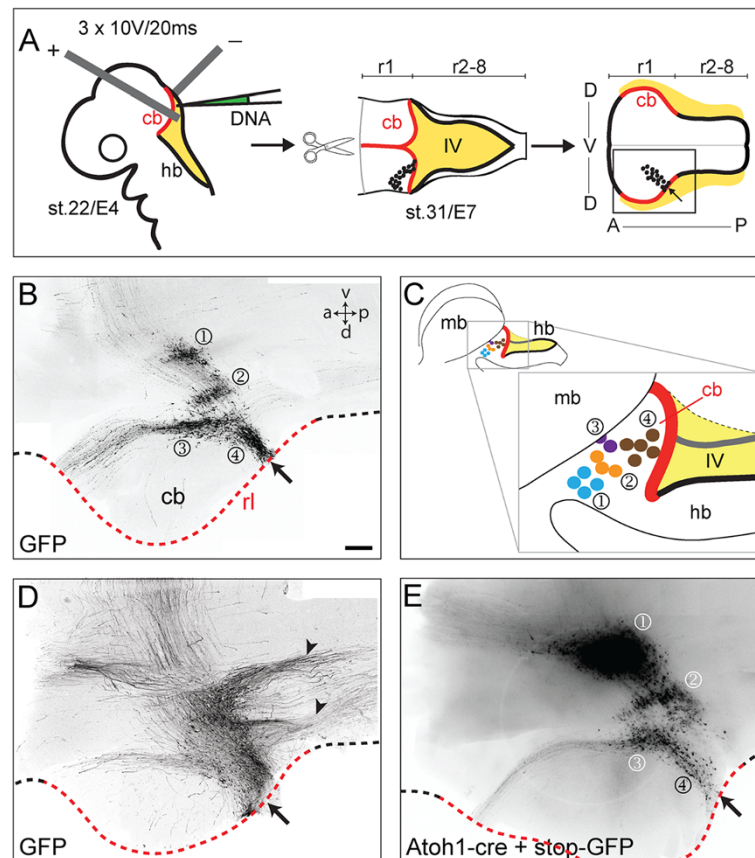 A
3 x 10V/20ms
+
−
cb
DNA
hb
st.22/E4
r1 r2-8
cb
IV
st.31/E7
r1 r2-8
D
V
D
cb
A P
B
v
a p
d
①
②
③
④
cb
rl
GFP
C
mb
hb
mb
cb
③
④
②
①
IV
hb
D
GFP
E
①
②
③
④
Atoh1-cre + stop-GFP